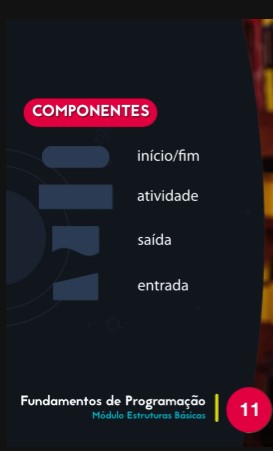 COMPONENTES
início/fim
atividade
saída
entrada
Fundamentos de Programação
Módulo Estruturas Básicas
11